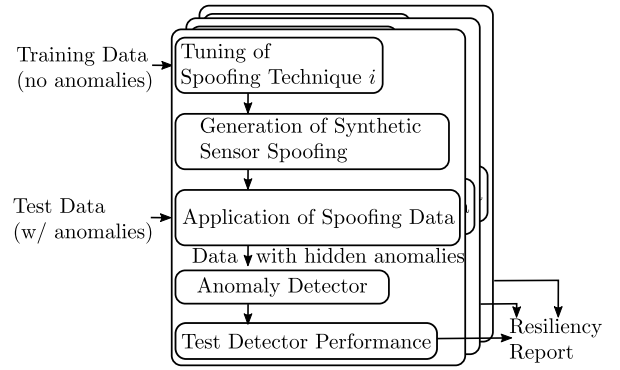 Training Data
(no anomalies)
Tuning of
Spoofing Technique i
Generation of Synthetic
Sensor Spoofing
Test Data
(w/ anomalies)
Application of Spoofing Data
Data with hidden anomalies
Anomaly Detector
Test Detector Performance
Resiliency
Report